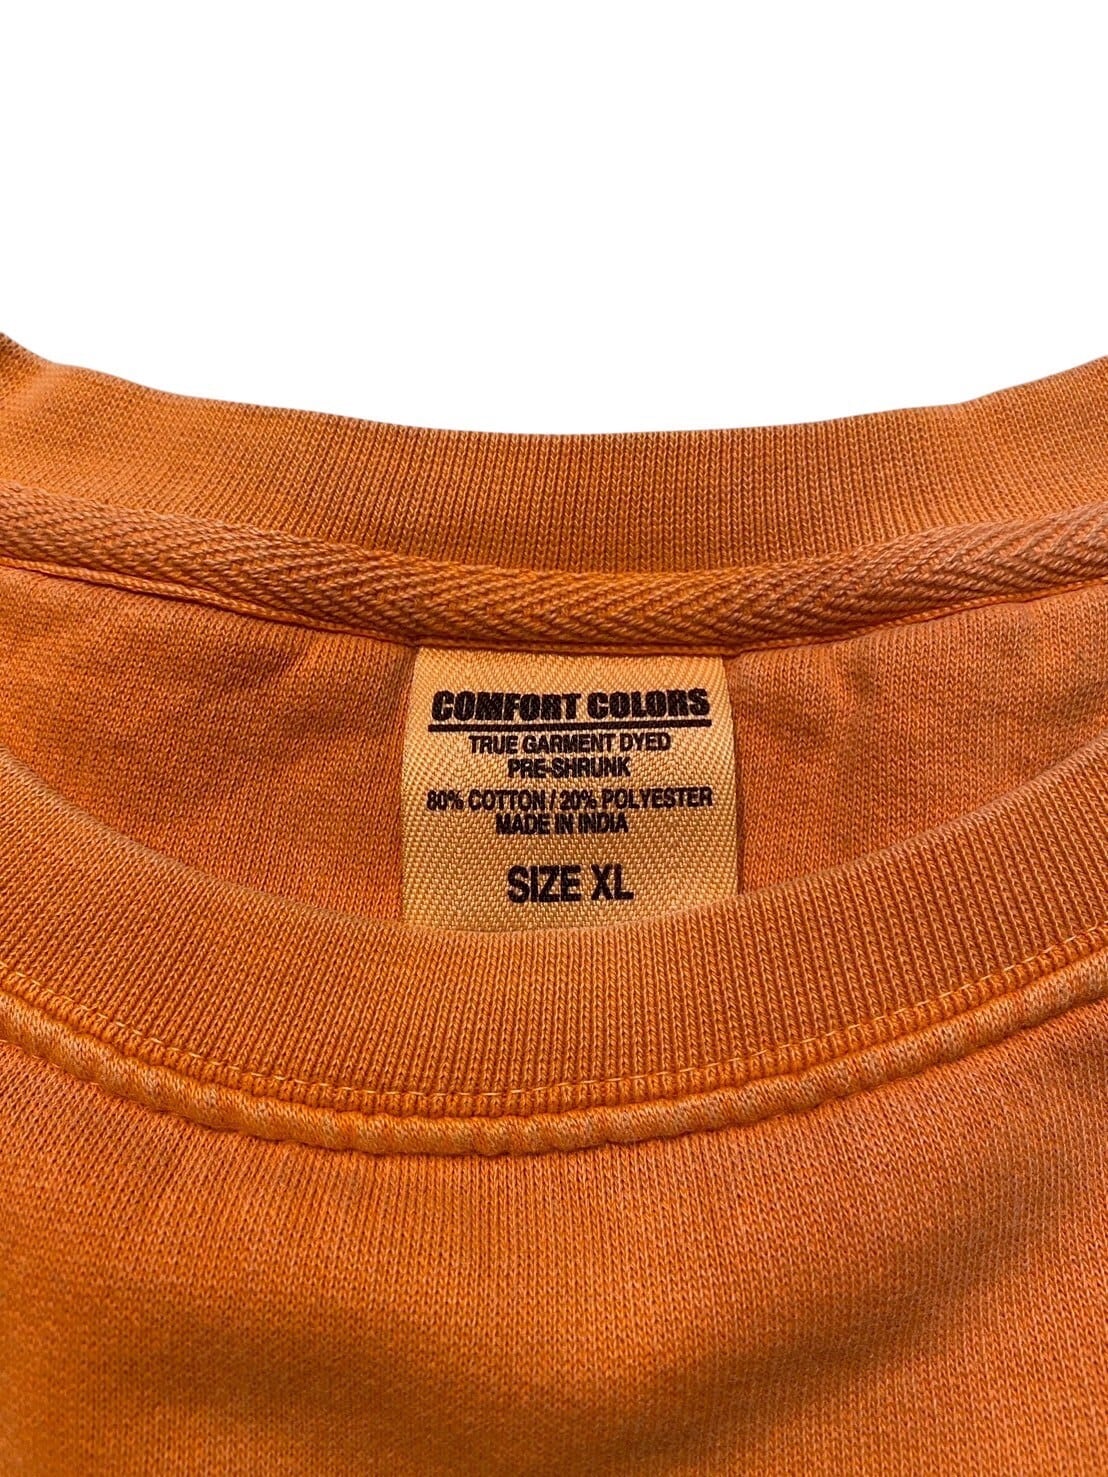 COMFORT COLORS
TRUE GARMENT DYED
PRE-SHRUNK
80% COTTON / 20% POLYESTER
MADE IN INDIA
SIZE XL